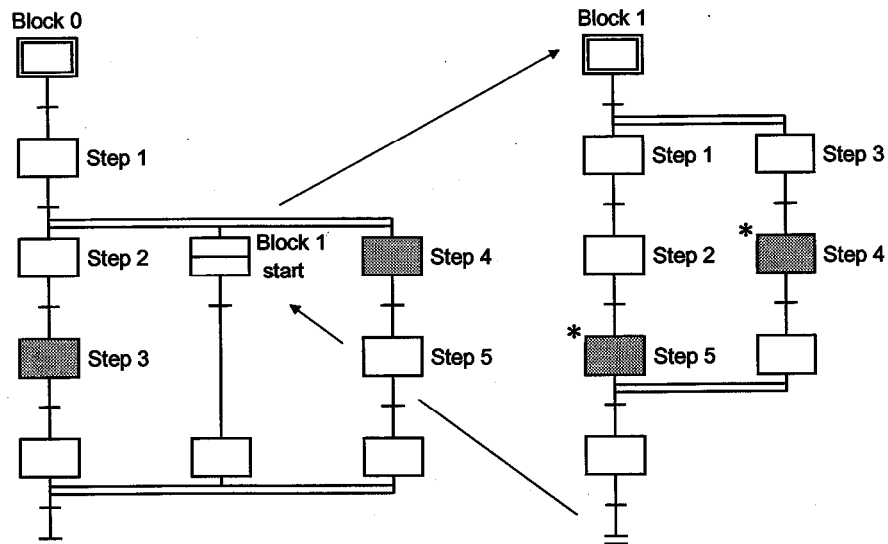 Block 0
Step 1
Step 2
Block 1
start
Step 4
Step 3
Step 5
Block 1
Step 1
Step 3
Step 2
*
Step 4
*
Step 5